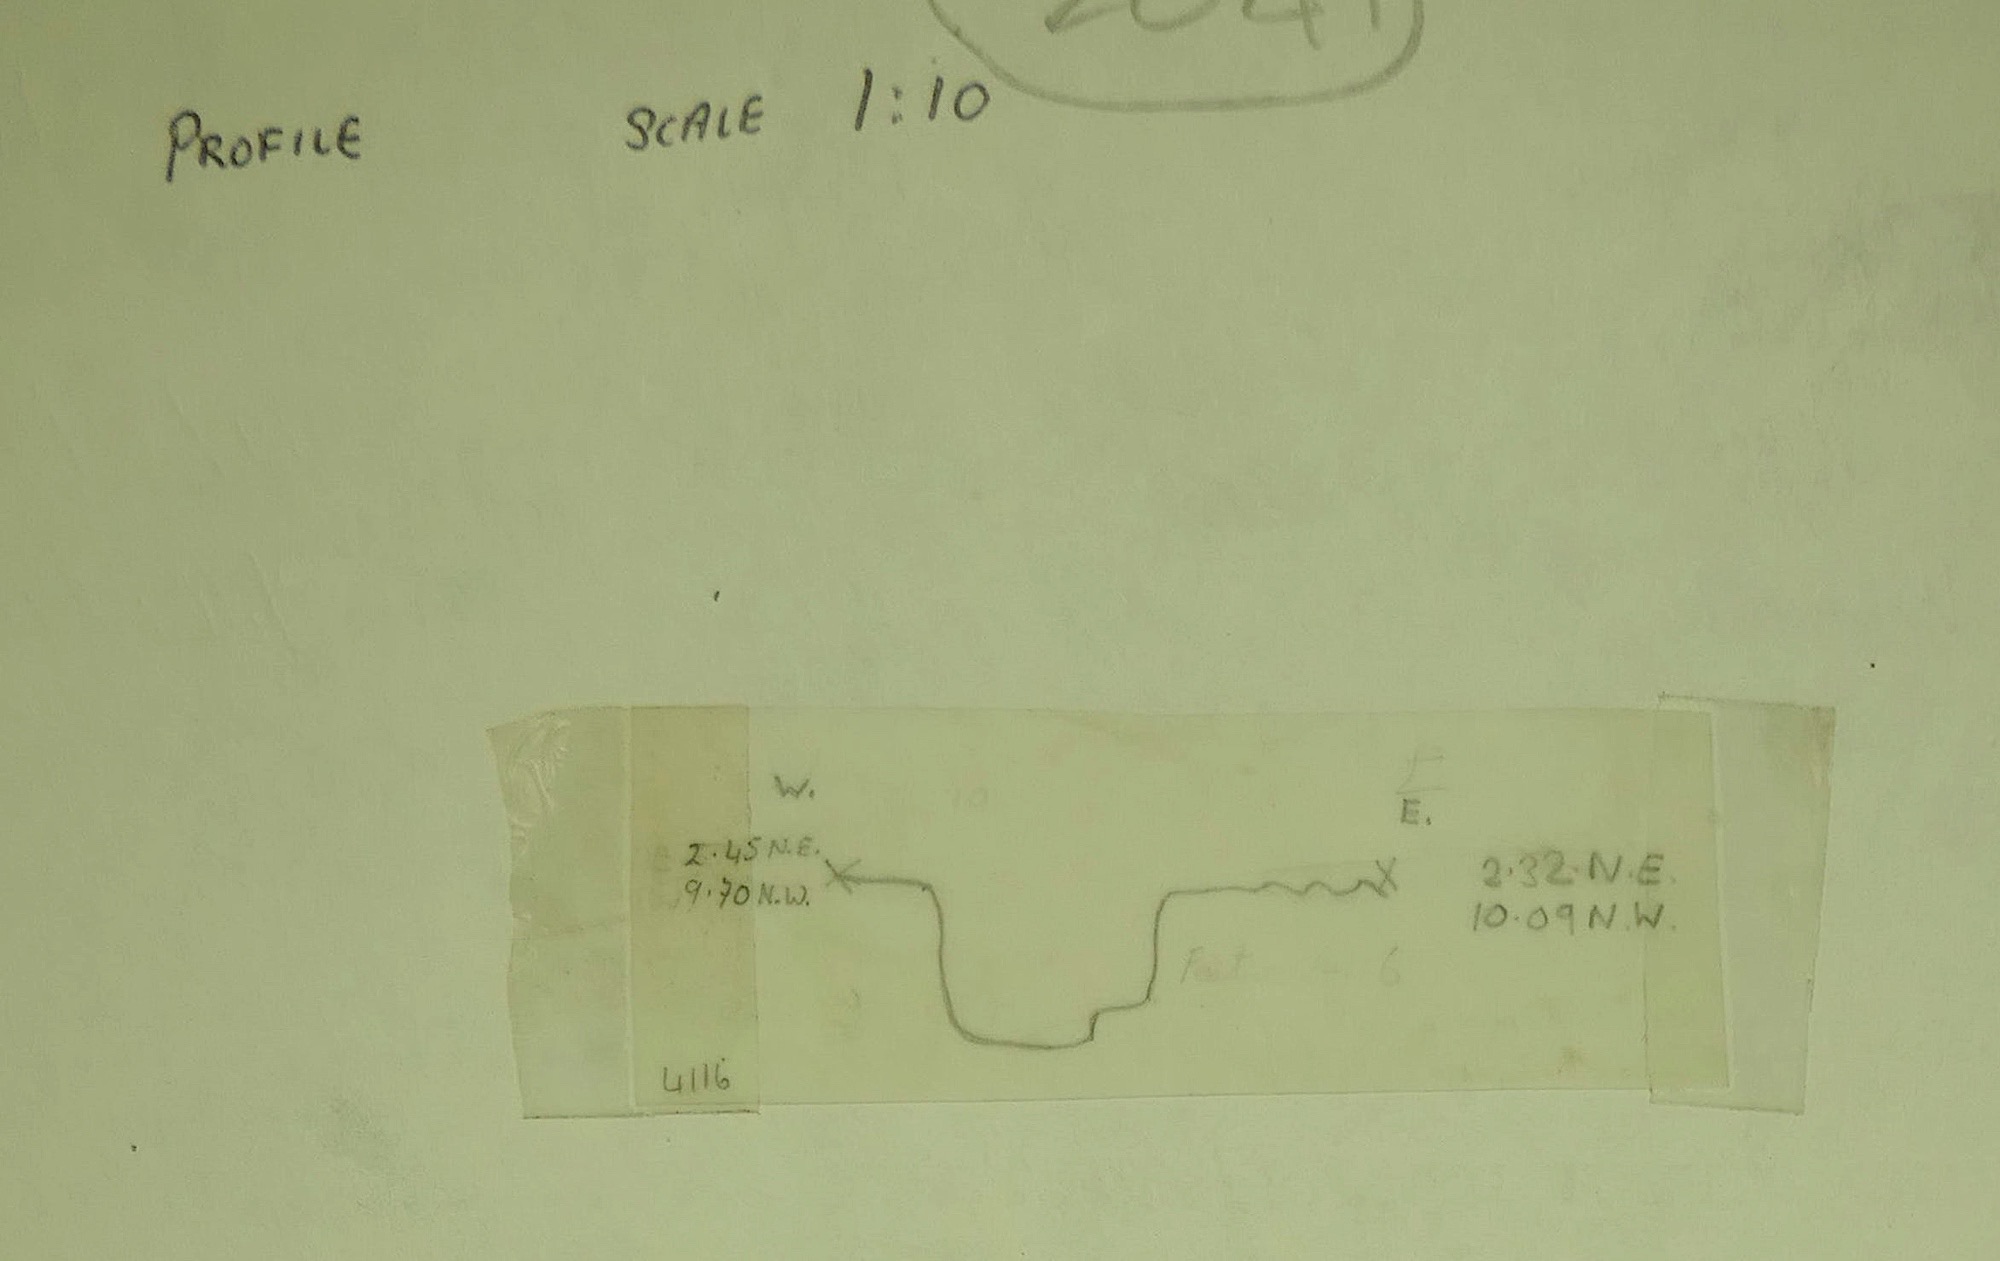 PROFILE SCALE 1:10
W.
E.
2.45 N.E.
9.70 N.W.
2.32 N.E.
10.09 N.W.
4116